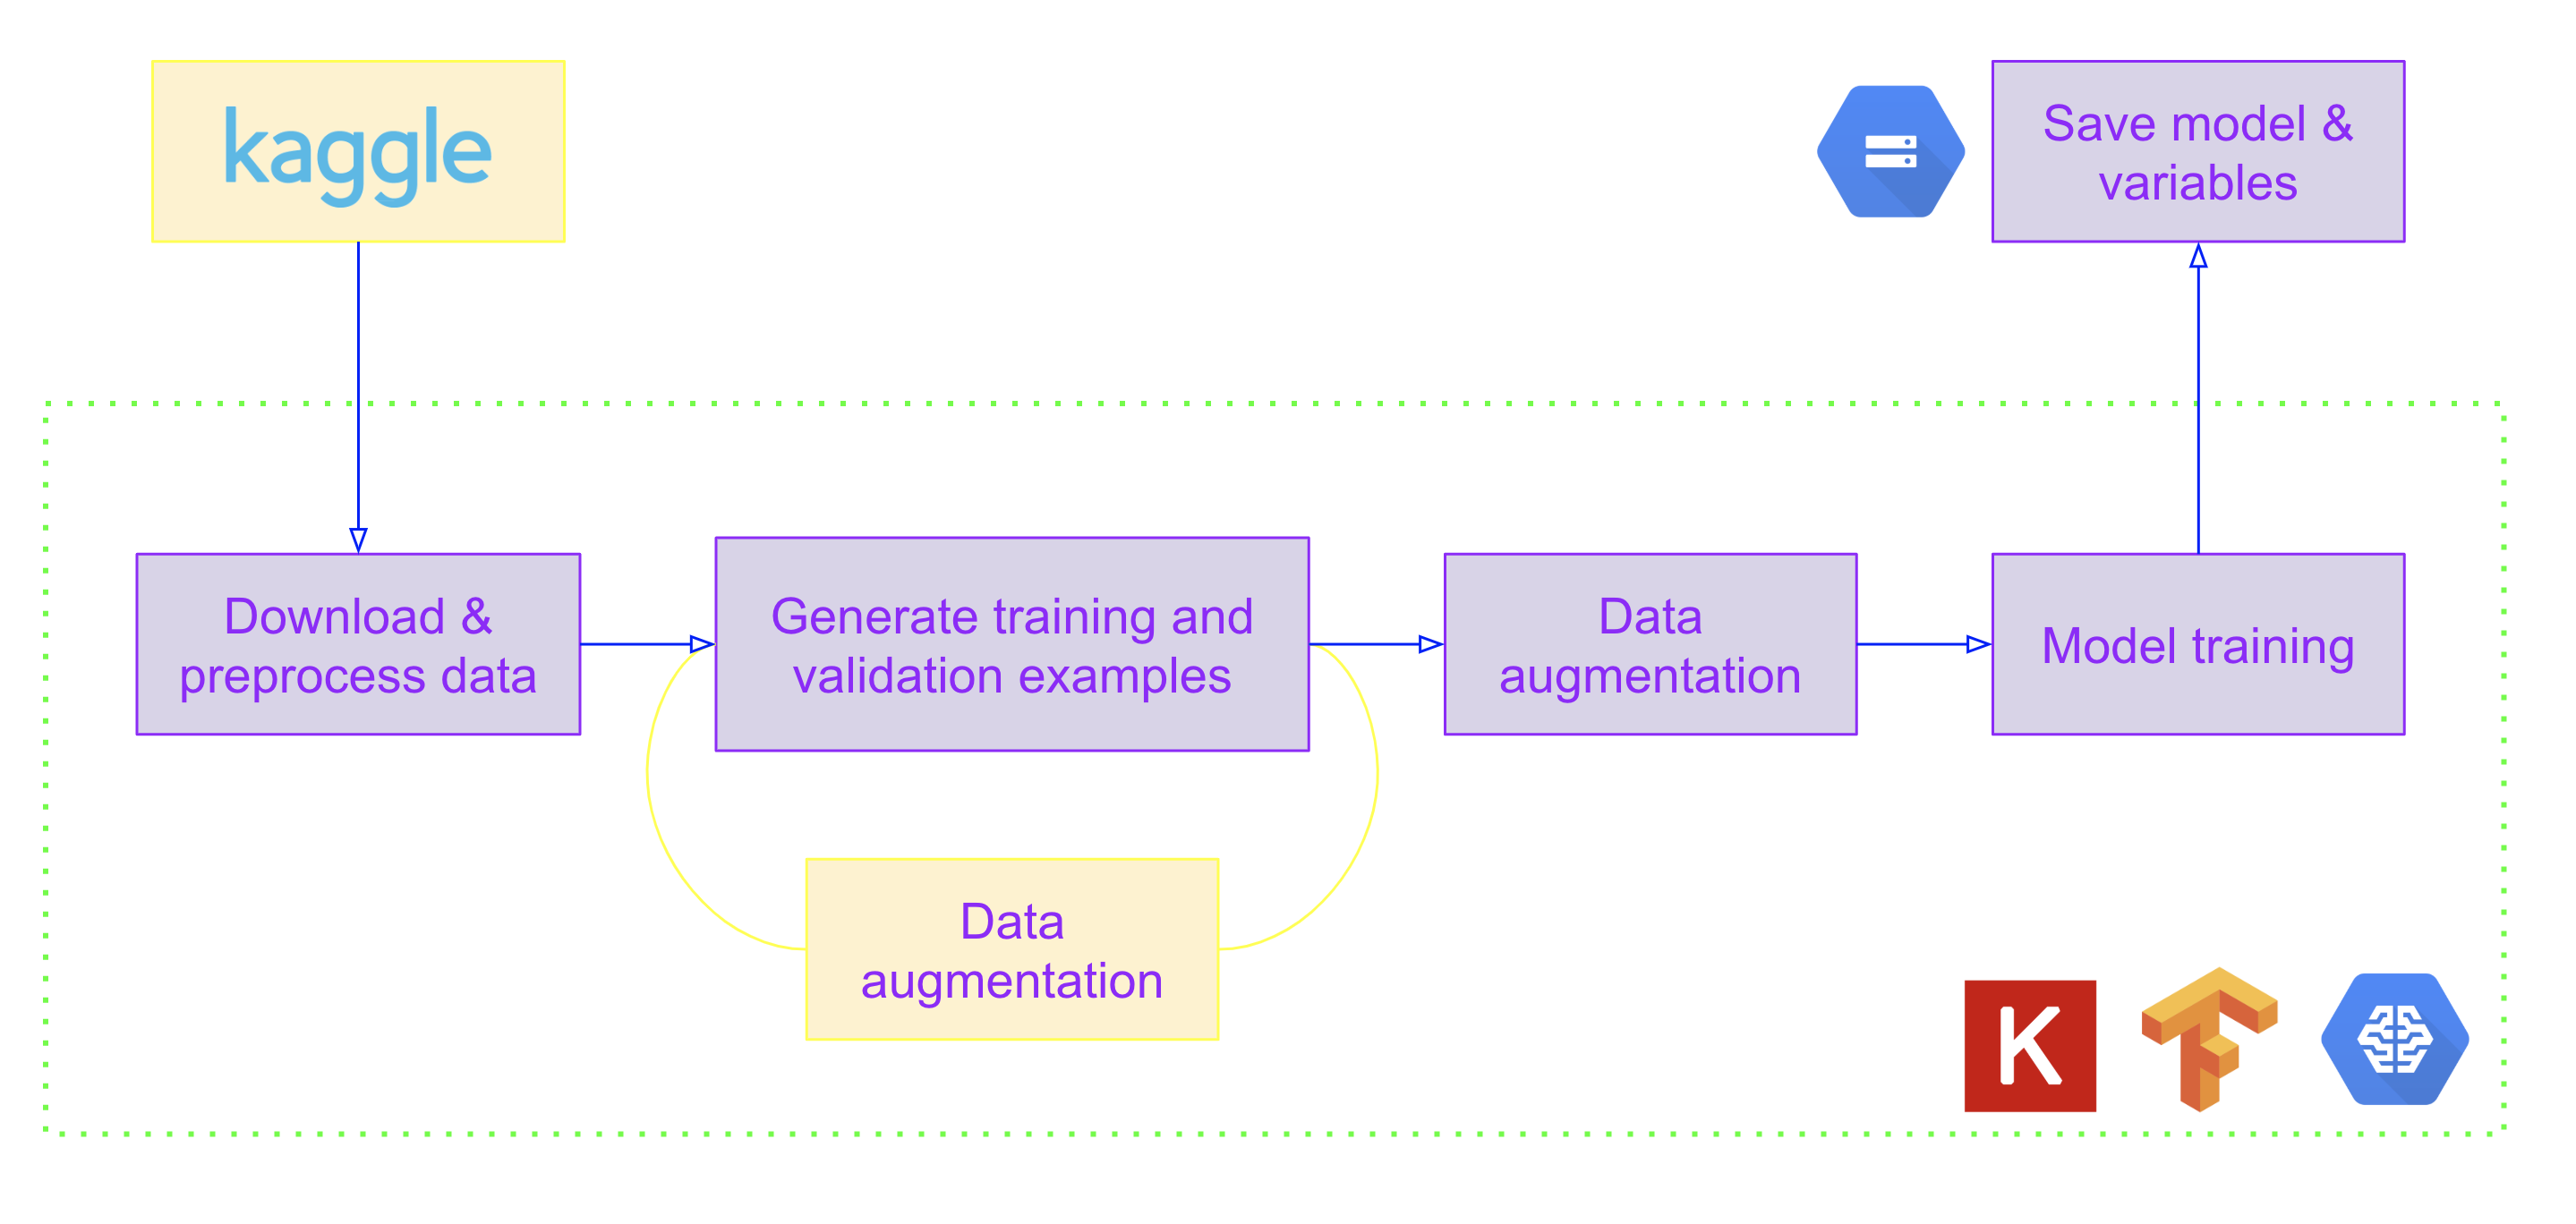 kaggle
Save model &
variables
Download &
preprocess data
Generate training and
validation examples
Data
augmentation
Model training
Data
augmentation
K